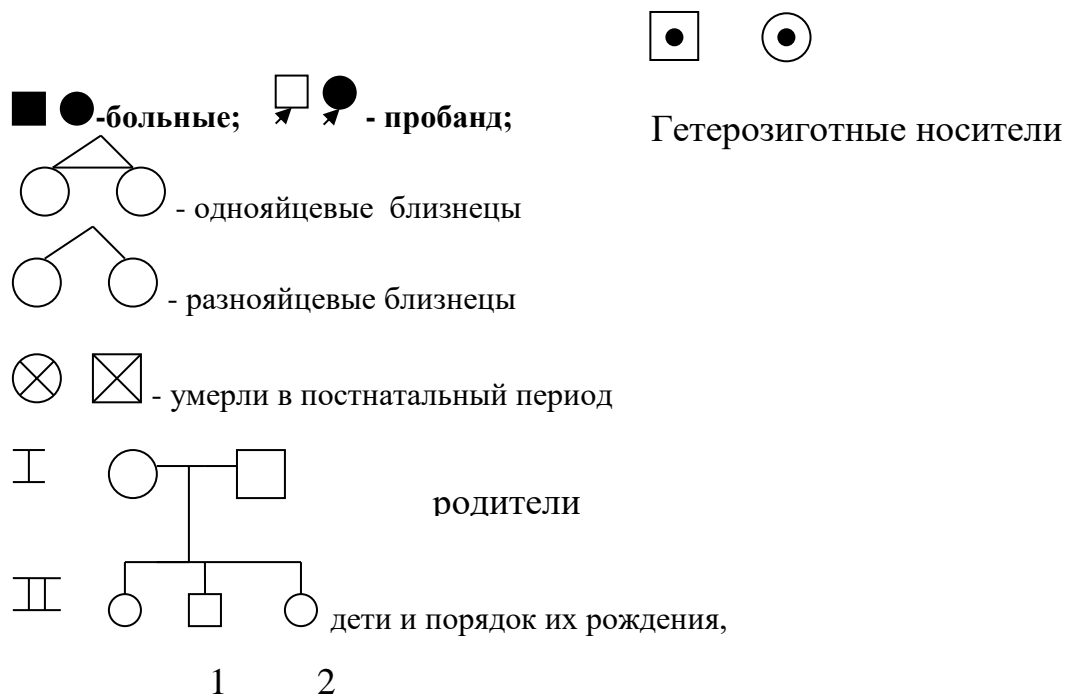 -больные; - пробанд;
Гетерозиготные носители
- однояйцевые близнецы
- разнояйцевые близнецы
- умерли в постнатальный период
I
родители
II
дети и порядок их рождения,
1 2